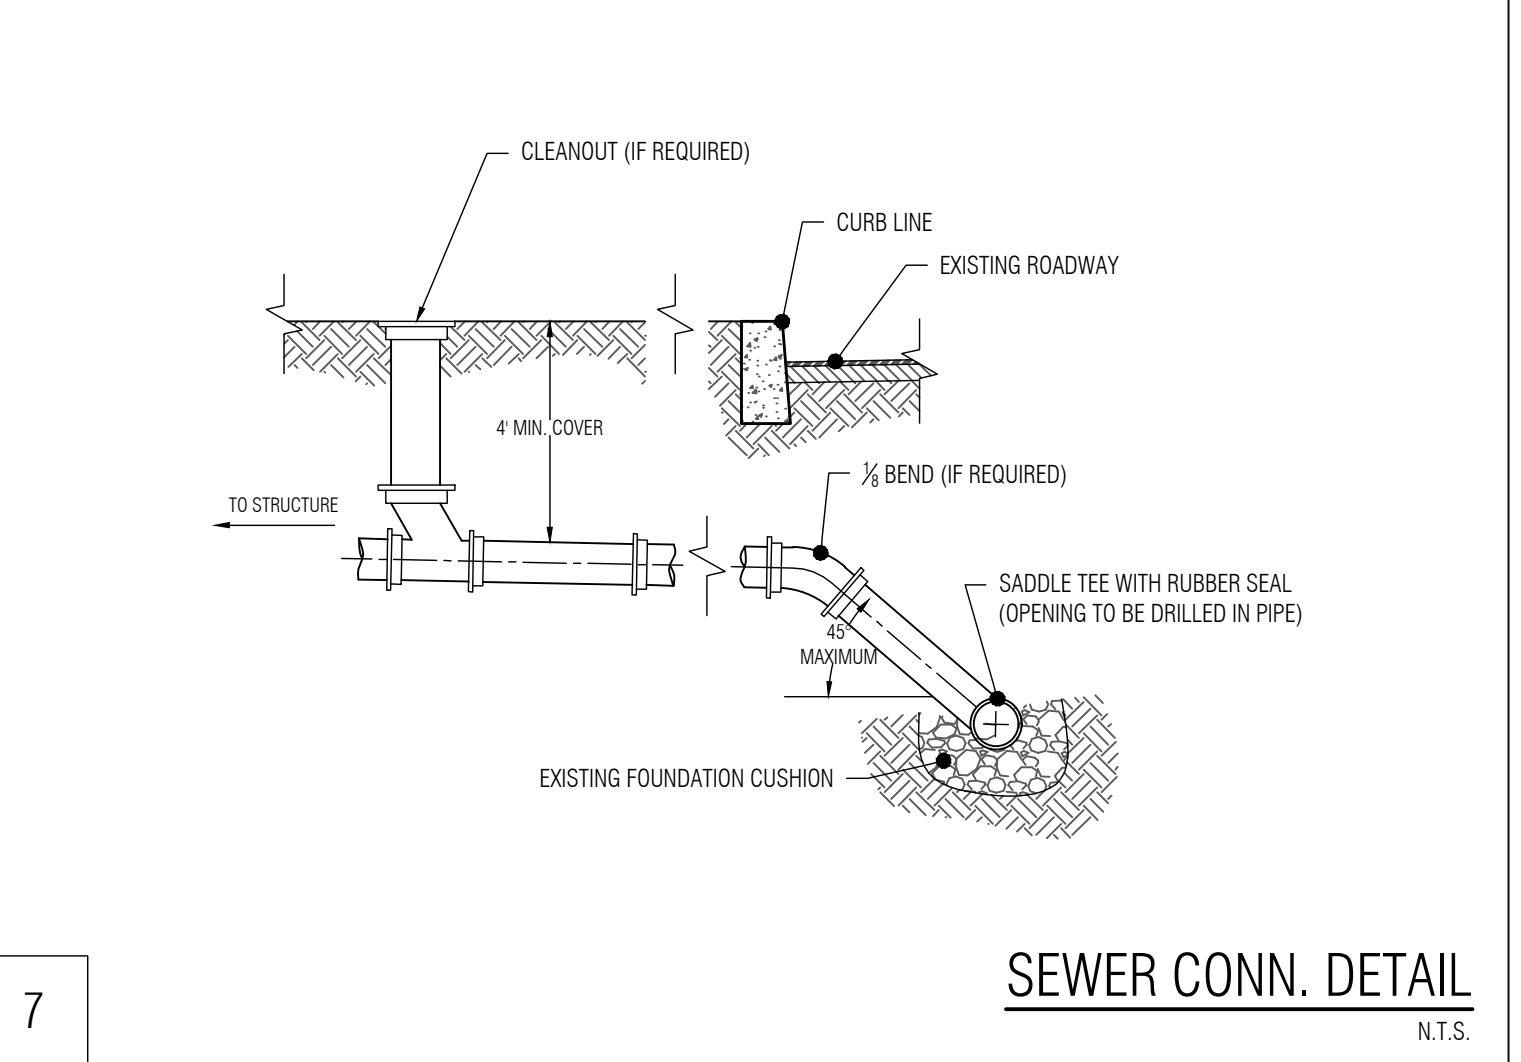 CLEANOUT (IF REQUIRED)
CURB LINE
EXISTING ROADWAY
4' MIN. COVER
⅛ BEND (IF REQUIRED)
TO STRUCTURE
SADDLE TEE WITH RUBBER SEAL
(OPENING TO BE DRILLED IN PIPE)
45°
MAXIMUM
EXISTING FOUNDATION CUSHION
SEWER CONN. DETAIL
N.T.S.
7